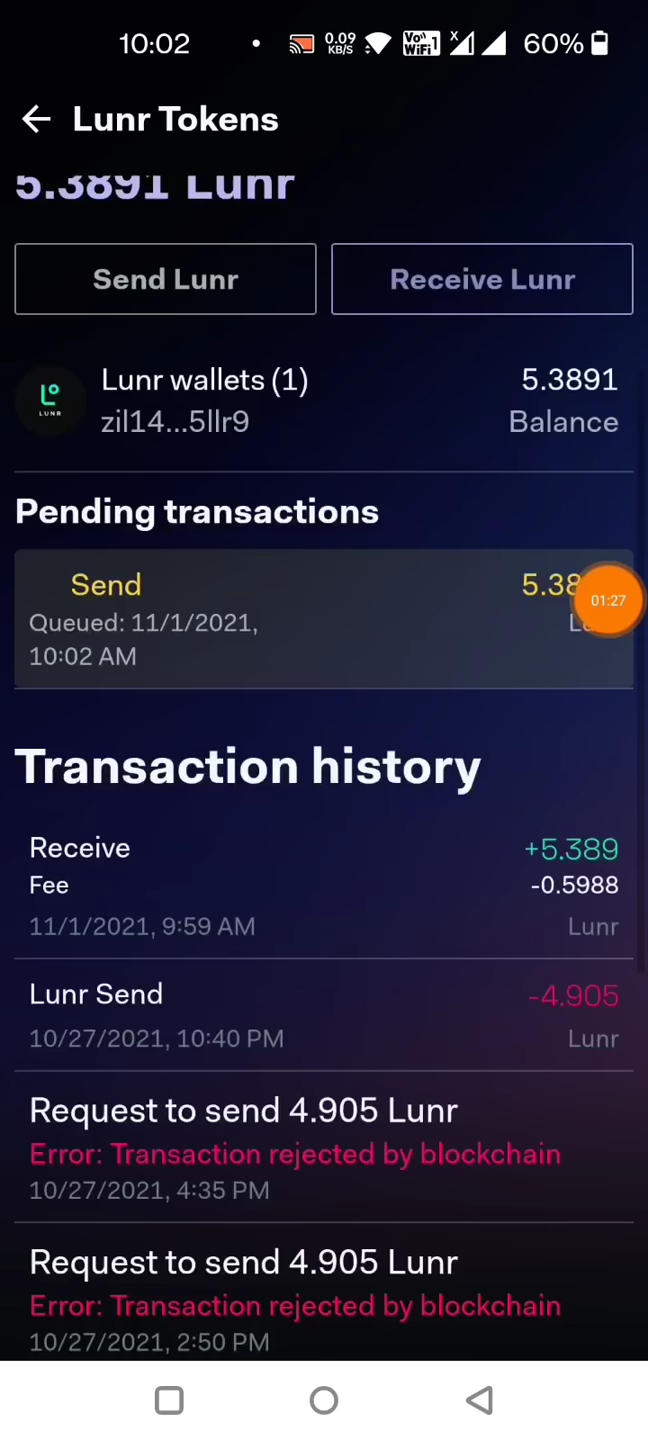 10:02
0.09
KB/S
Vo))
WiFi 1
x
60%
Lunr Tokens
5.3891 Lunr
Send Lunr
Receive Lunr
Lunr wallets (1)
5.3891
LUNR
zil14...5llr9
Balance
Pending transactions
Send
5.38
01:27
Queued: 11/1/2021,
10:02 AM
Transaction history
Receive
+5.389
Fee
-0.5988
11/1/2021, 9:59 AM
Lunr
Lunr Send
-4.905
10/27/2021, 10:40 PM
Lunr
Request to send 4.905 Lunr
Error: Transaction rejected by blockchain
10/27/2021, 4:35 PM
Request to send 4.905 Lunr
Error: Transaction rejected by blockchain
10/27/2021, 2:50 PM